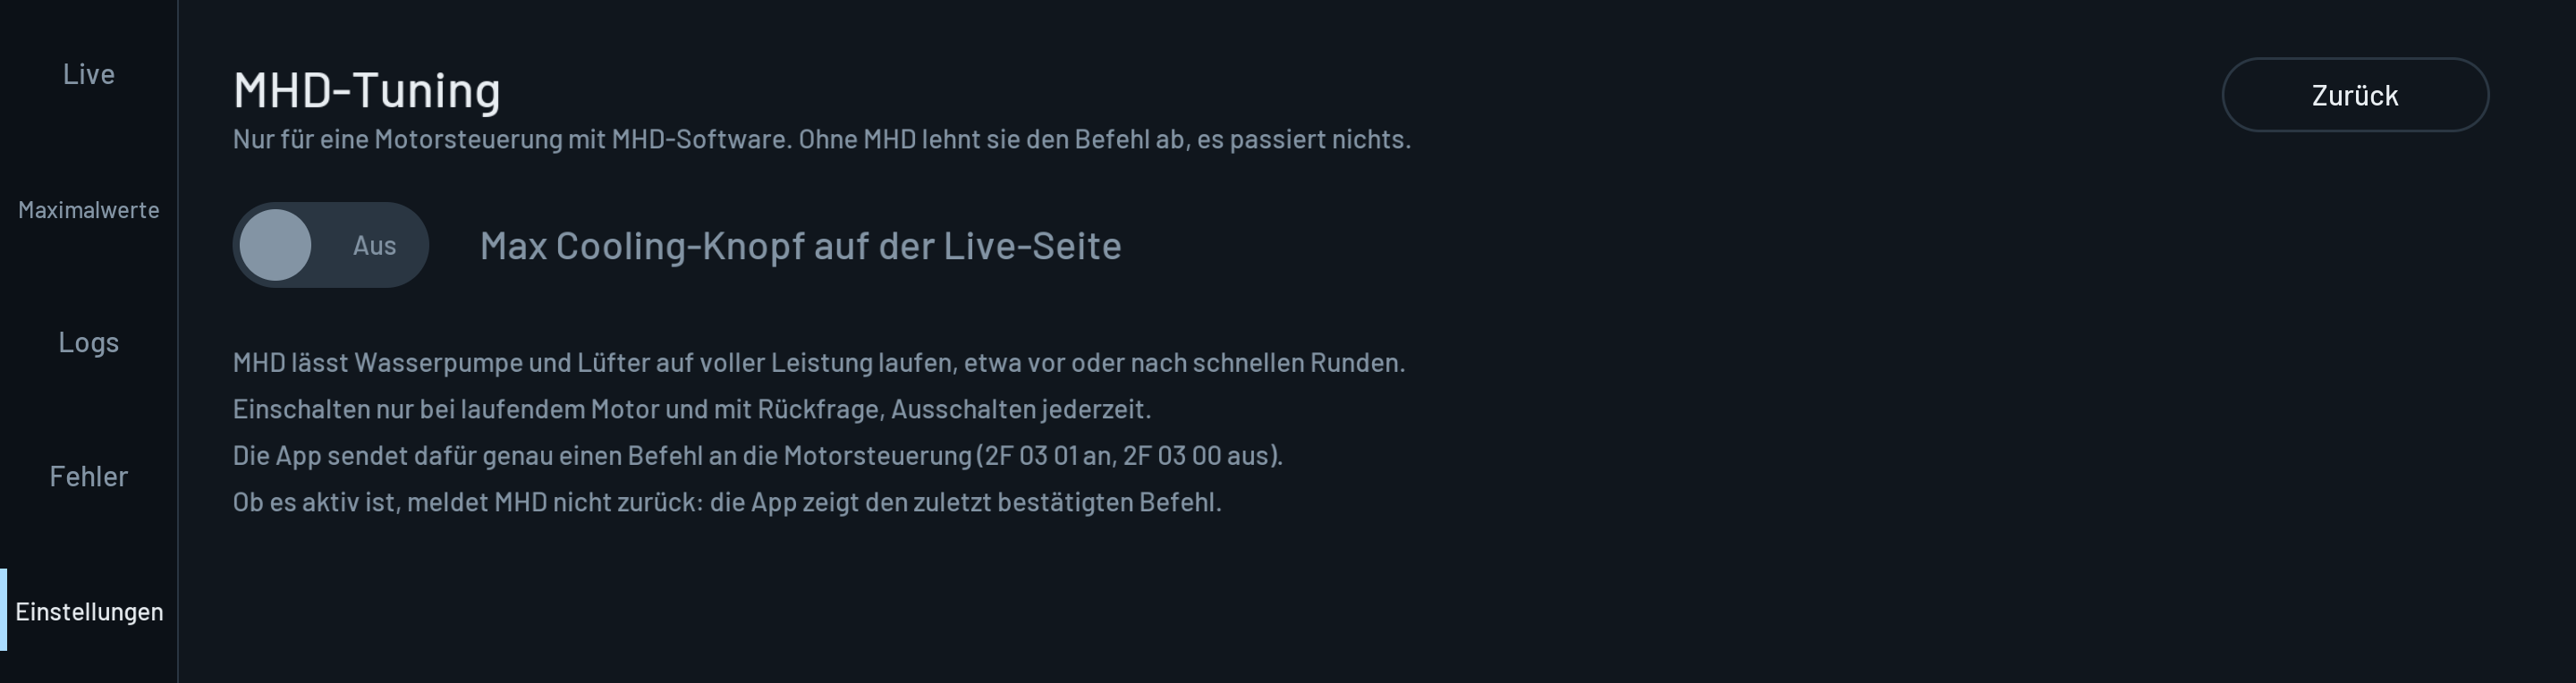 Live
Maximalwerte
Logs
Fehler
Einstellungen
MHD-Tuning
Zurück
Nur für eine Motorsteuerung mit MHD-Software. Ohne MHD lehnt sie den Befehl ab, es passiert nichts.
Aus
Max Cooling-Knopf auf der Live-Seite
MHD lässt Wasserpumpe und Lüfter auf voller Leistung laufen, etwa vor oder nach schnellen Runden.
Einschalten nur bei laufendem Motor und mit Rückfrage, Ausschalten jederzeit.
Die App sendet dafür genau einen Befehl an die Motorsteuerung (2F 03 01 an, 2F 03 00 aus).
Ob es aktiv ist, meldet MHD nicht zurück: die App zeigt den zuletzt bestätigten Befehl.